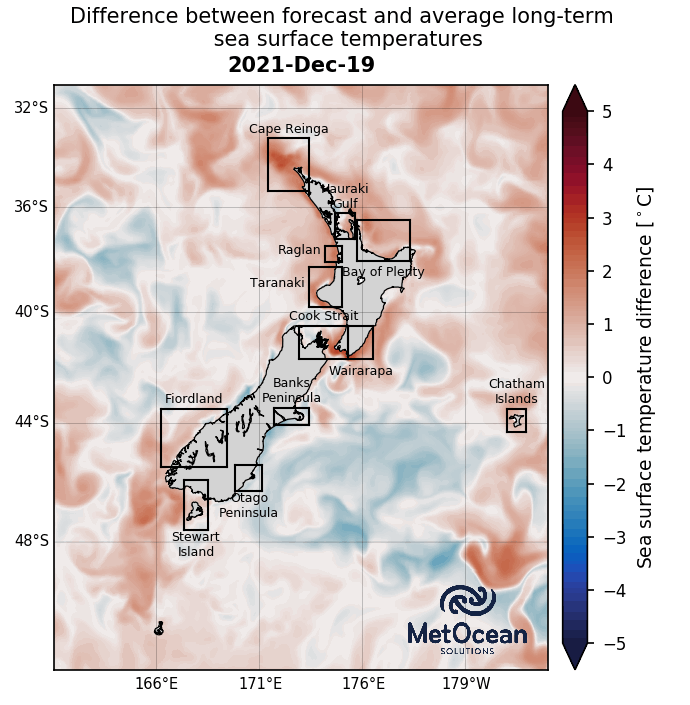 Difference between forecast and average long-term
sea surface temperatures
2021-Dec-19
32°S
36°S
40°S
44°S
48°S
Cape Reinga
Hauraki
Gulf
Raglan
Bay of Plenty
Taranaki
Cook Strait
Wairarapa
Banks
Peninsula
Fiordland
Chatham
Islands
Otago
Peninsula
Stewart
Island
MetOcean
SOLUTIONS
166°E
171°E
176°E
179°W
5
4
3
2
1
0
−1
−2
−3
−4
−5
Sea surface temperature difference [°C]